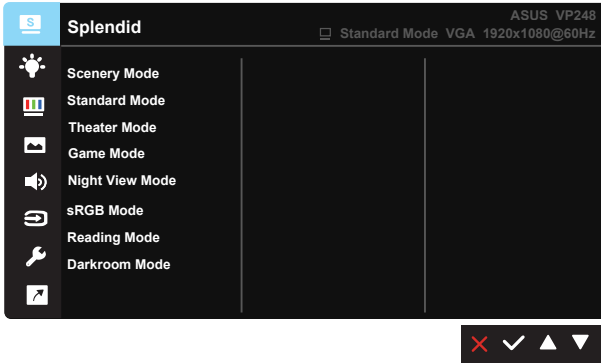 S
Splendid
ASUS VP248
Standard Mode VGA 1920x1080@60Hz
Scenery Mode
Standard Mode
Theater Mode
Game Mode
Night View Mode
sRGB Mode
Reading Mode
Darkroom Mode